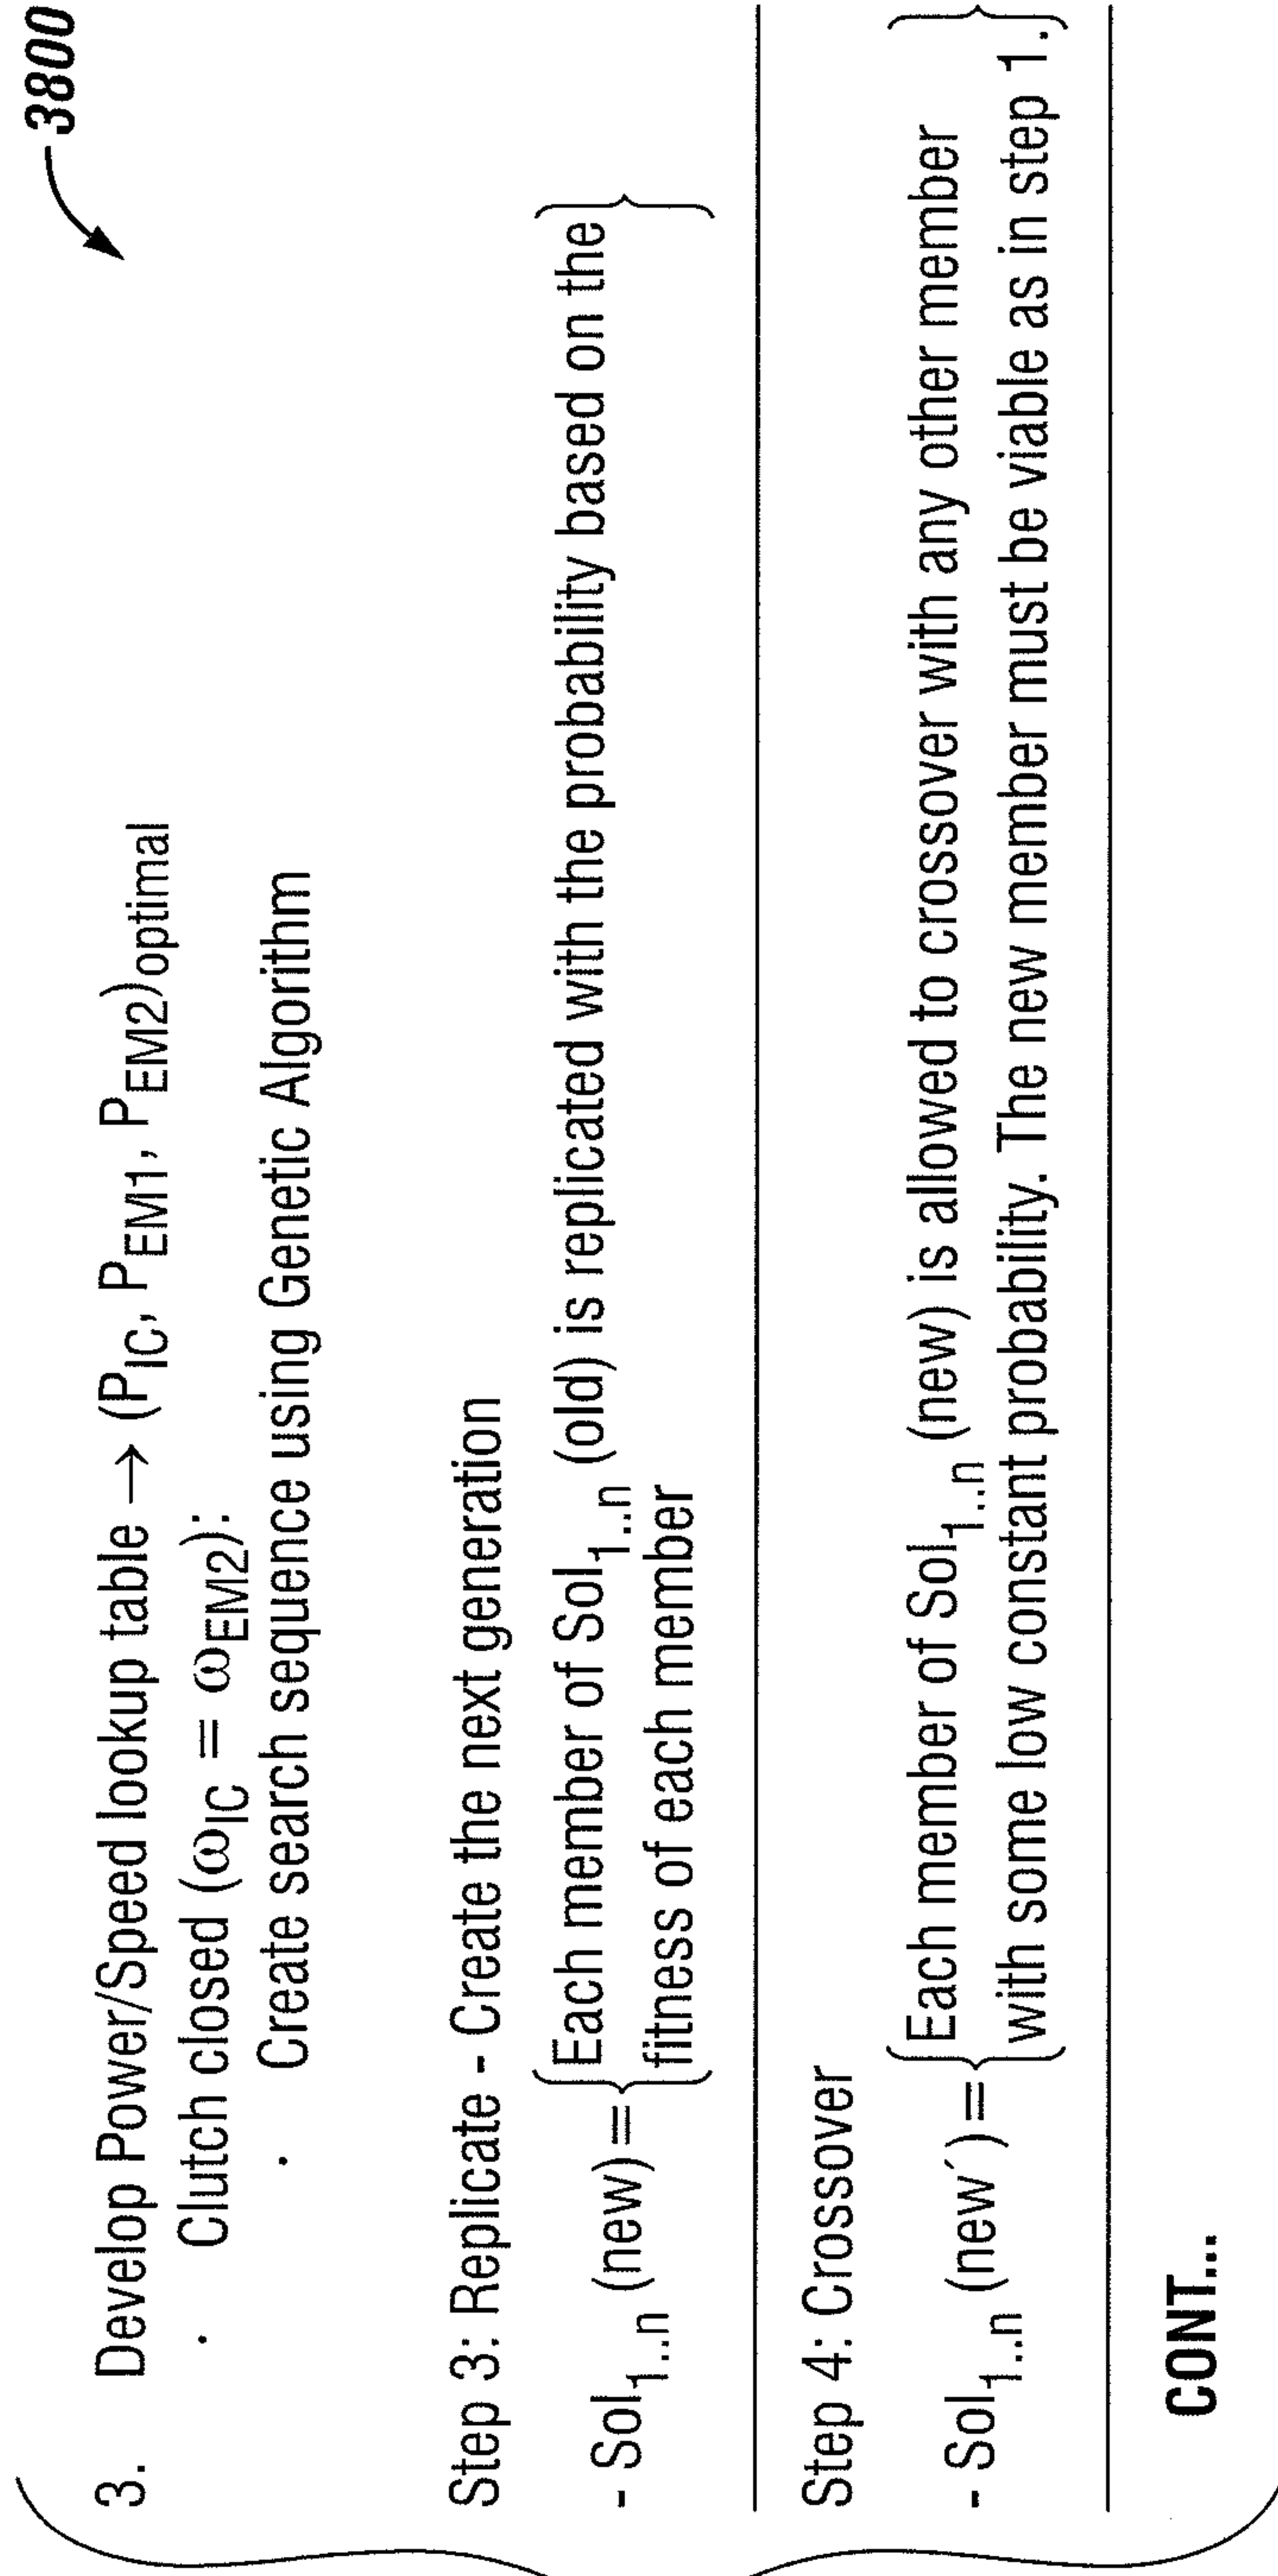 3800
3. Develop Power/Speed lookup table → (P_IC, P_EM1, P_EM2)optimal
· Clutch closed (ω_IC = ω_EM2):
· Create search sequence using Genetic Algorithm
Step 3: Replicate - Create the next generation
- Sol_1..n (new) = {Each member of Sol_1..n (old) is replicated with the probability based on the
fitness of each member}
Step 4: Crossover
- Sol_1..n (new´) = {Each member of Sol_1..n (new) is allowed to crossover with any other member
with some low constant probability. The new member must be viable as in step 1.}
CONT...